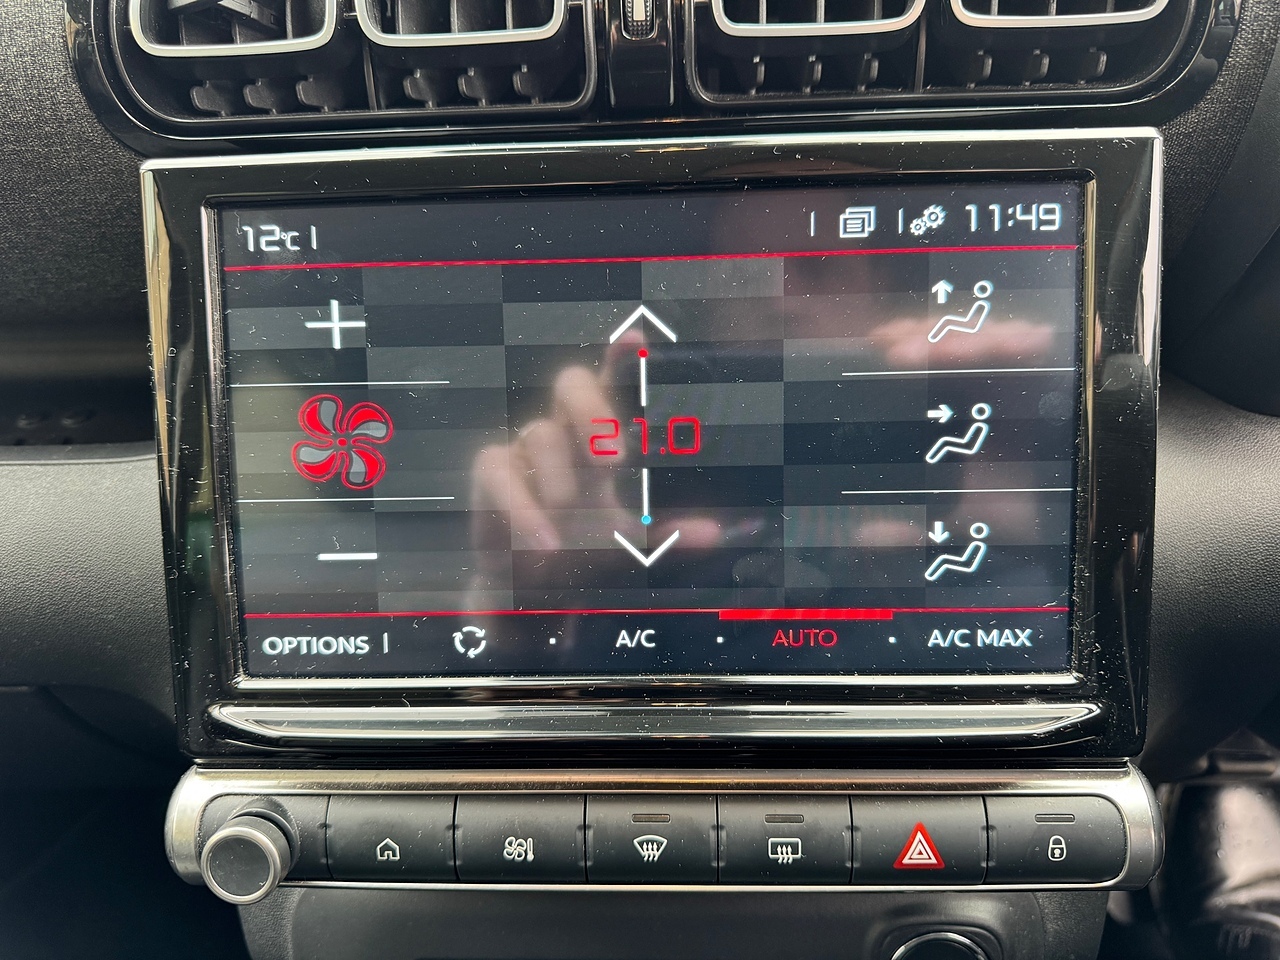 12°C
11:49
21.0
OPTIONS A/C AUTO A/C MAX